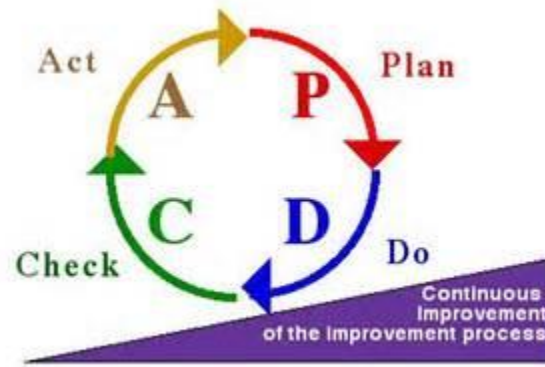 Act
A
P
Plan
C
D
Check
Do
Continuous
Improvement
of the Improvement process